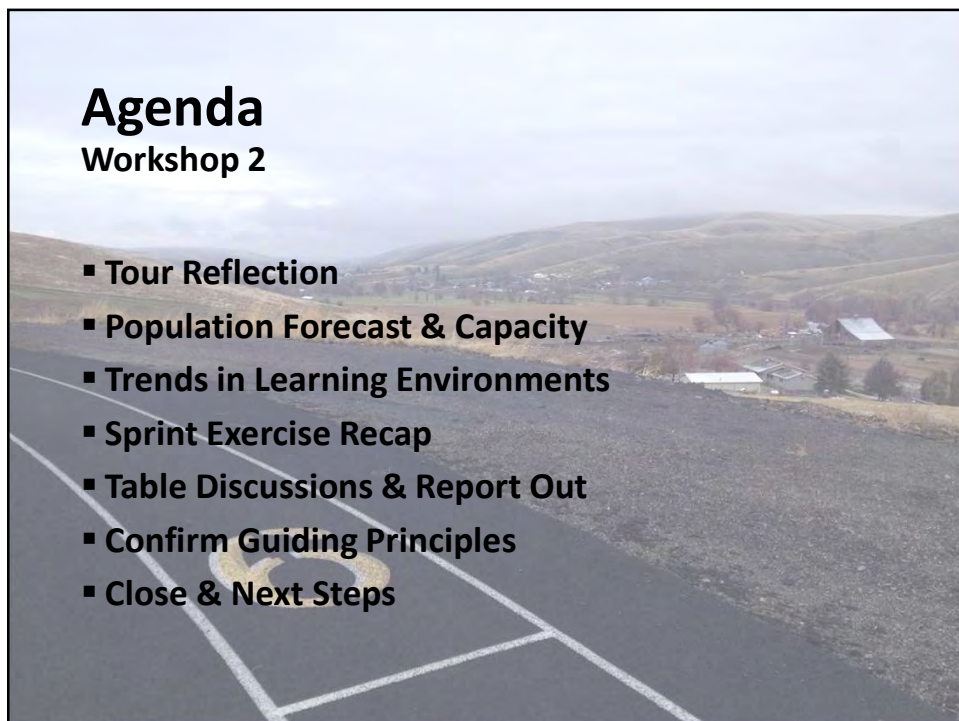 Agenda
Workshop 2
▪ Tour Reflection
▪ Population Forecast & Capacity
▪ Trends in Learning Environments
▪ Sprint Exercise Recap
▪ Table Discussions & Report Out
▪ Confirm Guiding Principles
▪ Close & Next Steps
6